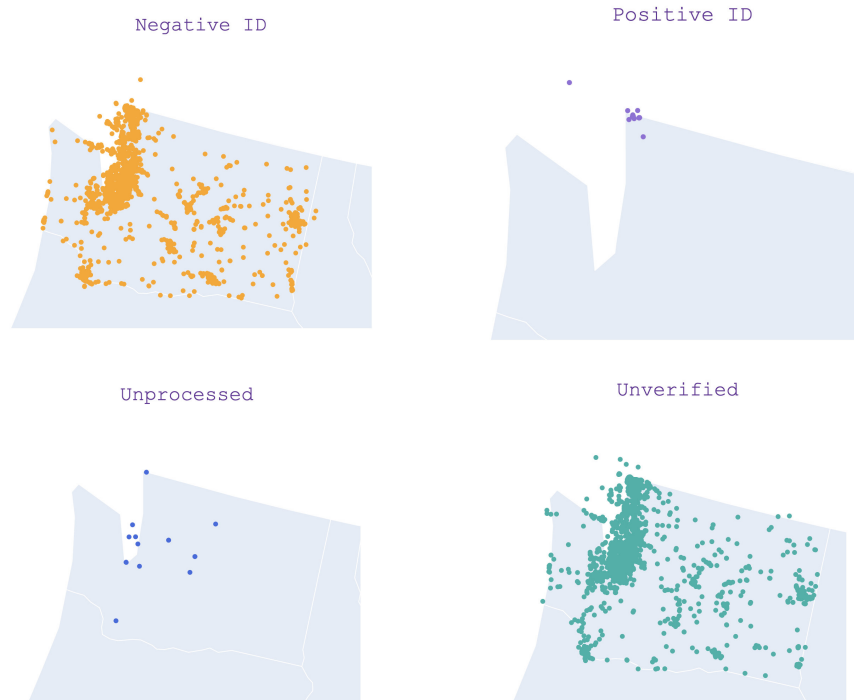 Negative ID
Positive ID
Unprocessed
Unverified